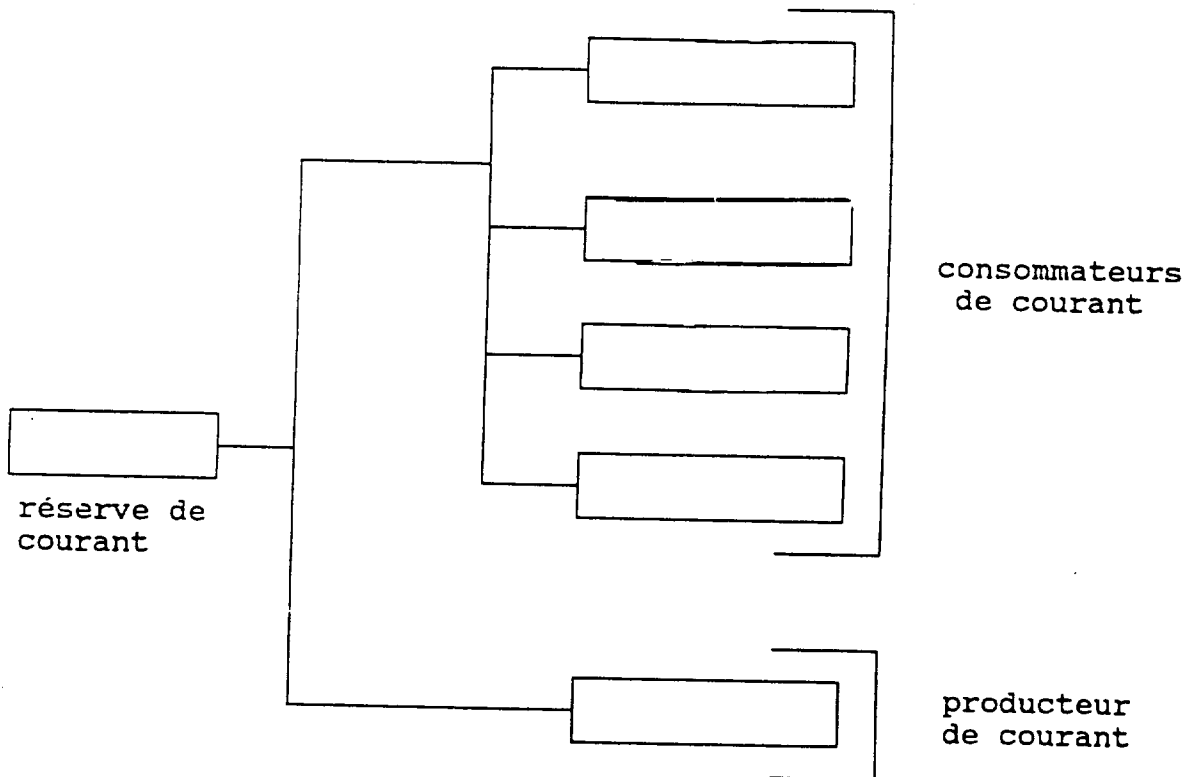 consommateurs
de courant
réserve de
courant
producteur
de courant